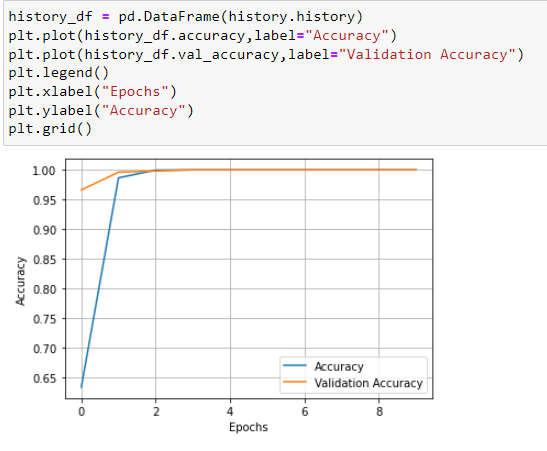 history_df = pd.DataFrame(history.history)
plt.plot(history_df.accuracy,label="Accuracy")
plt.plot(history_df.val_accuracy,label="Validation Accuracy")
plt.legend()
plt.xlabel("Epochs")
plt.ylabel("Accuracy")
plt.grid()
1.00
0.95
0.90
0.85
0.80
0.75
0.70
0.65
Accuracy
Accuracy
Validation Accuracy
0 2 4 6 8
Epochs